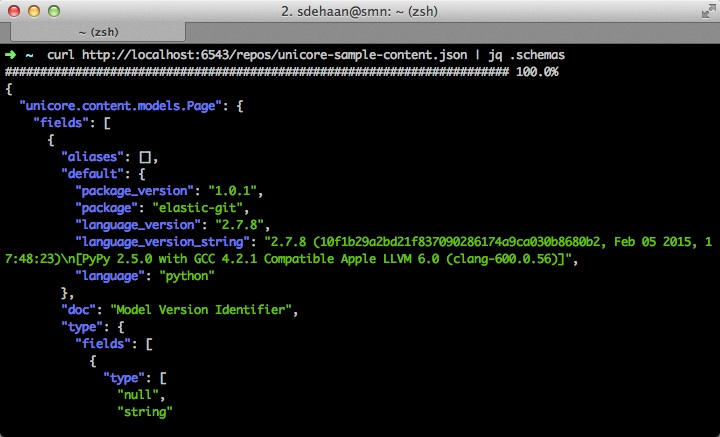 2. sdehaan@smn: ~ (zsh)
~ (zsh)
➜  ~  curl http://localhost:6543/repos/unicore-sample-content.json | jq .schemas
######################################################################## 100.0%
{
  "unicore.content.models.Page": {
    "fields": [
      {
        "aliases": [],
        "default": {
          "package_version": "1.0.1",
          "package": "elastic-git",
          "language_version": "2.7.8",
          "language_version_string": "2.7.8 (10f1b29a2bd21f837090286174a9ca030b8680b2, Feb 05 2015, 1
7:48:23)\n[PyPy 2.5.0 with GCC 4.2.1 Compatible Apple LLVM 6.0 (clang-600.0.56)]",
          "language": "python"
        },
        "doc": "Model Version Identifier",
        "type": {
          "fields": [
            {
              "type": [
                "null",
                "string"